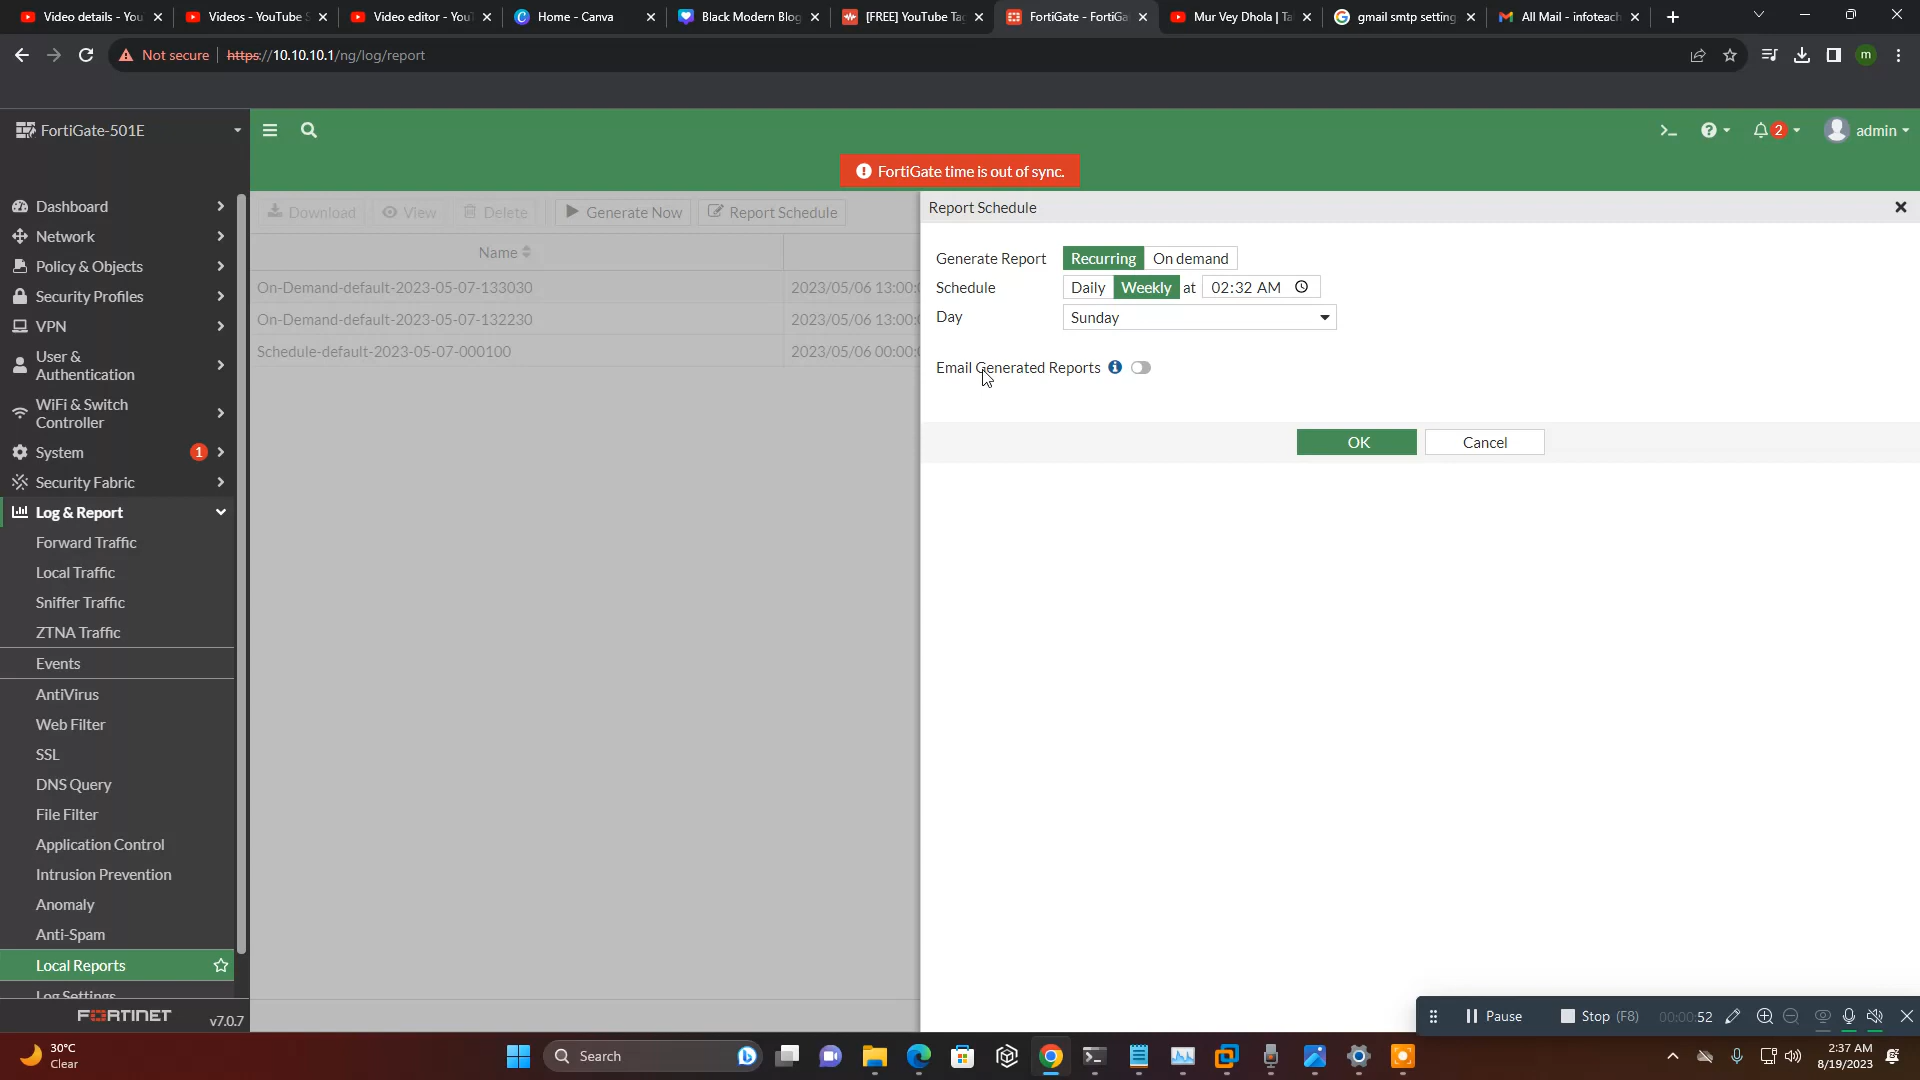 Video details - You
Videos - YouTube S
Video editor - You
Home - Canva
Black Modern Blog
[FREE] YouTube Tag
FortiGate - FortiGa
Mur Vey Dhola | Ta
gmail smtp setting
All Mail - infoteach
Not secure
https://10.10.10.1/ng/log/report
m
FortiGate-501E
2
admin
FortiGate time is out of sync.
Dashboard
Network
Policy & Objects
Security Profiles
VPN
User &
Authentication
WiFi & Switch
Controller
System
1
Security Fabric
Log & Report
Forward Traffic
Local Traffic
Sniffer Traffic
ZTNA Traffic
Events
AntiVirus
Web Filter
SSL
DNS Query
File Filter
Application Control
Intrusion Prevention
Anomaly
Anti-Spam
Local Reports
Log Settings
FORTINET
v7.0.7
Download
View
Delete
Generate Now
Report Schedule
Name
On-Demand-default-2023-05-07-133030
2023/05/06 13:00:
On-Demand-default-2023-05-07-132230
2023/05/06 13:00:
Schedule-default-2023-05-07-000100
2023/05/06 00:00:
Report Schedule
Generate Report
Recurring
On demand
Schedule
Daily
Weekly
at
02:32 AM
Day
Sunday
Email Generated Reports
OK
Cancel
Pause
Stop (F8)
00:00:52
30°C
Clear
Search
2:37 AM
8/19/2023